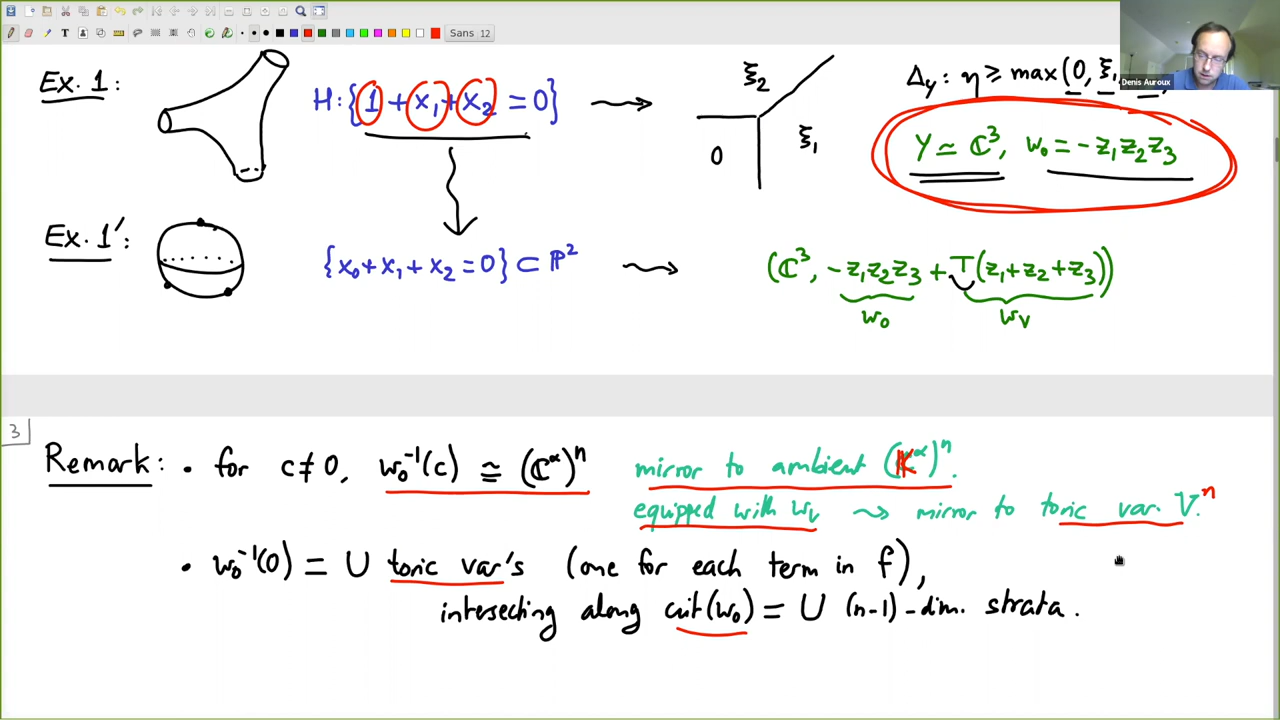 Sans 12
Denis Auroux
Ex. 1 :
H: {1 + x₁ + x₂ = 0}
ξ₂
0
ξ₁
Δ_Y : η ≥ max(0, ξ₁,
Y ≃ ℂ³, w₀ = -z₁z₂z₃
Ex. 1' :
{x₀ + x₁ + x₂ = 0} ⊂ ℙ²
(ℂ³, -z₁z₂z₃ + T(z₁+z₂+z₃))
w₀
w_V
3
Remark : • for c ≠ 0, w₀⁻¹(c) ≅ (ℂ*)ⁿ mirror to ambient (𝕂*)ⁿ.
equipped with w_V ⇝ mirror to toric var. Vⁿ.
• w₀⁻¹(0) = ∪ toric var's (one for each term in f),
intersecting along crit(w₀) = ∪ (n-1)-dim. strata.